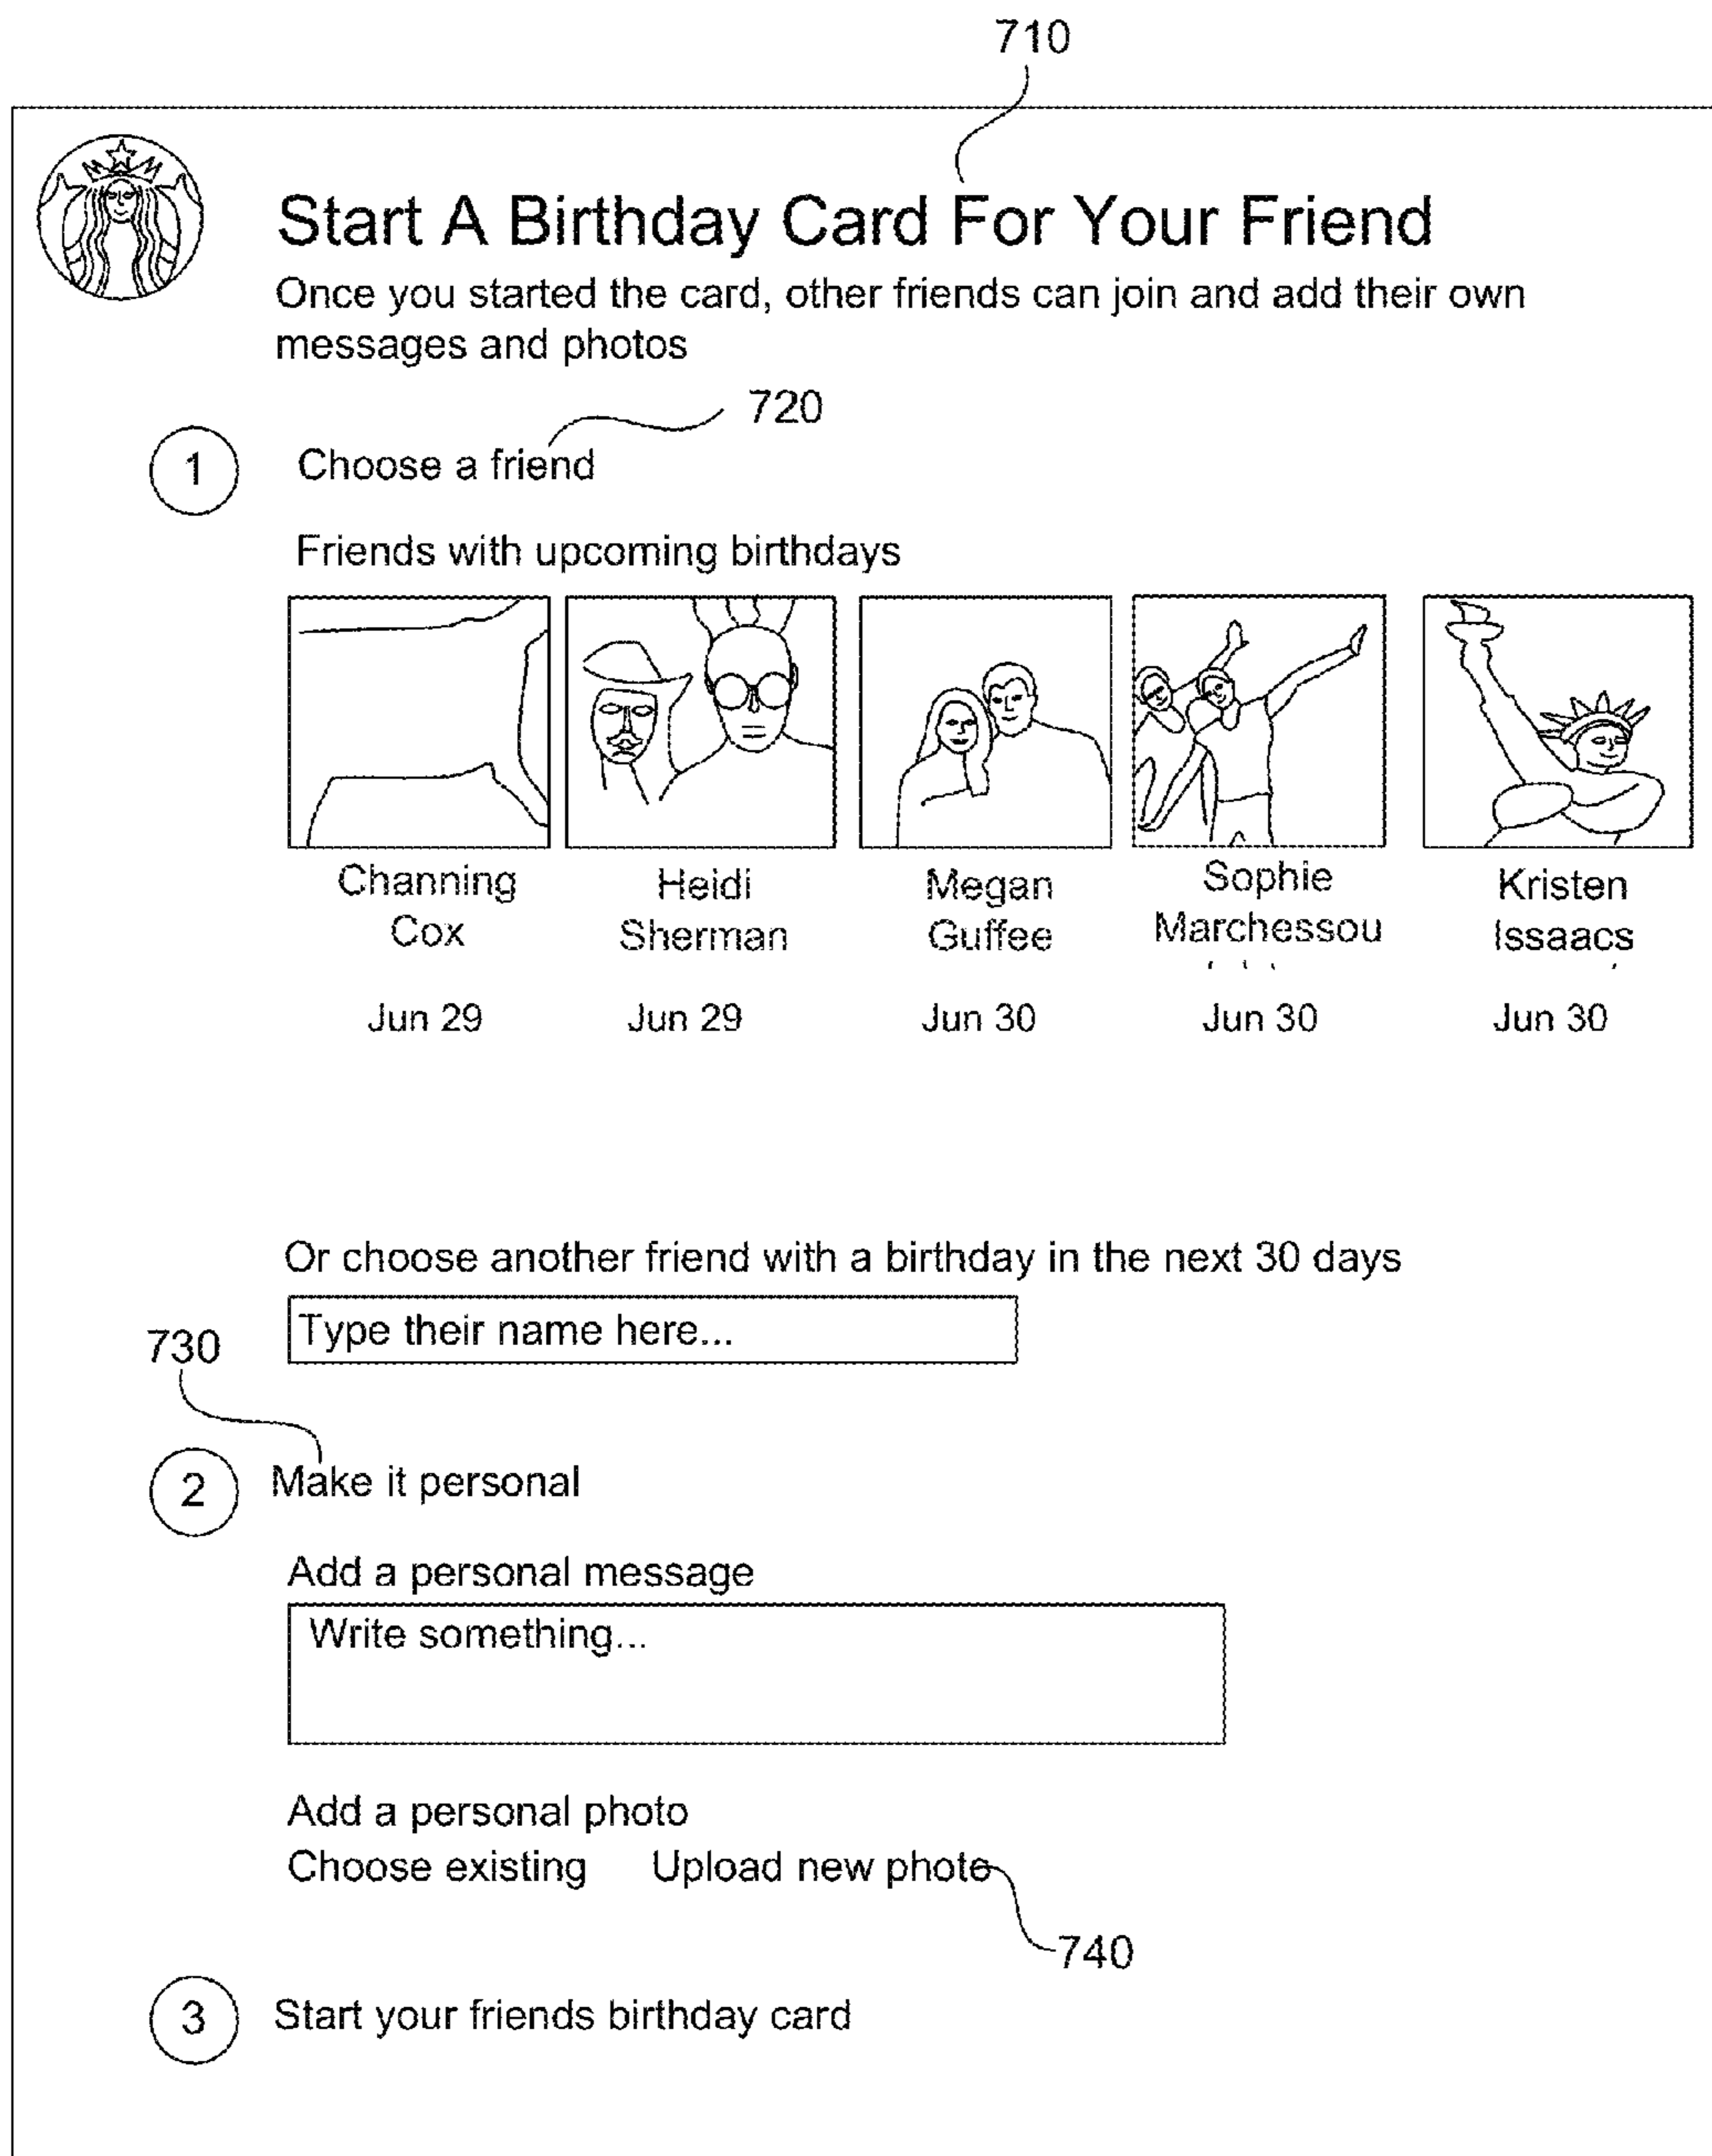 710
Start A Birthday Card For Your Friend
Once you started the card, other friends can join and add their own
messages and photos
720
1 Choose a friend
Friends with upcoming birthdays
Channing Heidi Megan Sophie Kristen
Cox Sherman Guffee Marchessou Issaacs
Jun 29 Jun 29 Jun 30 Jun 30 Jun 30
Or choose another friend with a birthday in the next 30 days
Type their name here...
730
2 Make it personal
Add a personal message
Write something...
Add a personal photo
Choose existing Upload new photo
740
3 Start your friends birthday card